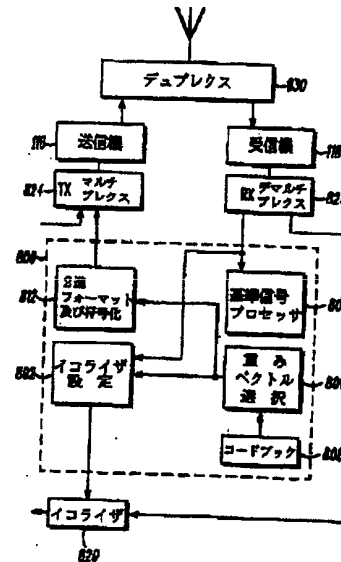 デュプレクス
830
送信機
受信機
TX マルチ
プレクス
824
RX デマルチ
プレクス
812
フォーマット
及び符号化
基準信号
プロセッサ
イコライザ
設定
重み
ベクトル
選択
コードブック
808
イコライザ
820